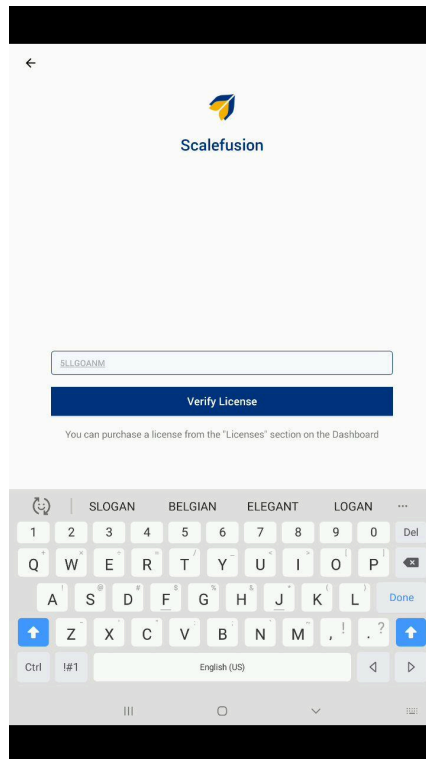 Scalefusion
5LLGOANM
Verify License
You can purchase a license from the "Licenses" section on the Dashboard
SLOGAN BELGIAN ELEGANT LOGAN ...
1 2 3 4 5 6 7 8 9 0 Del
Q W E R T Y U I O P
A S D F G H J K L Done
Z X C V B N M , ! . ?
Ctrl !#1 English (US)